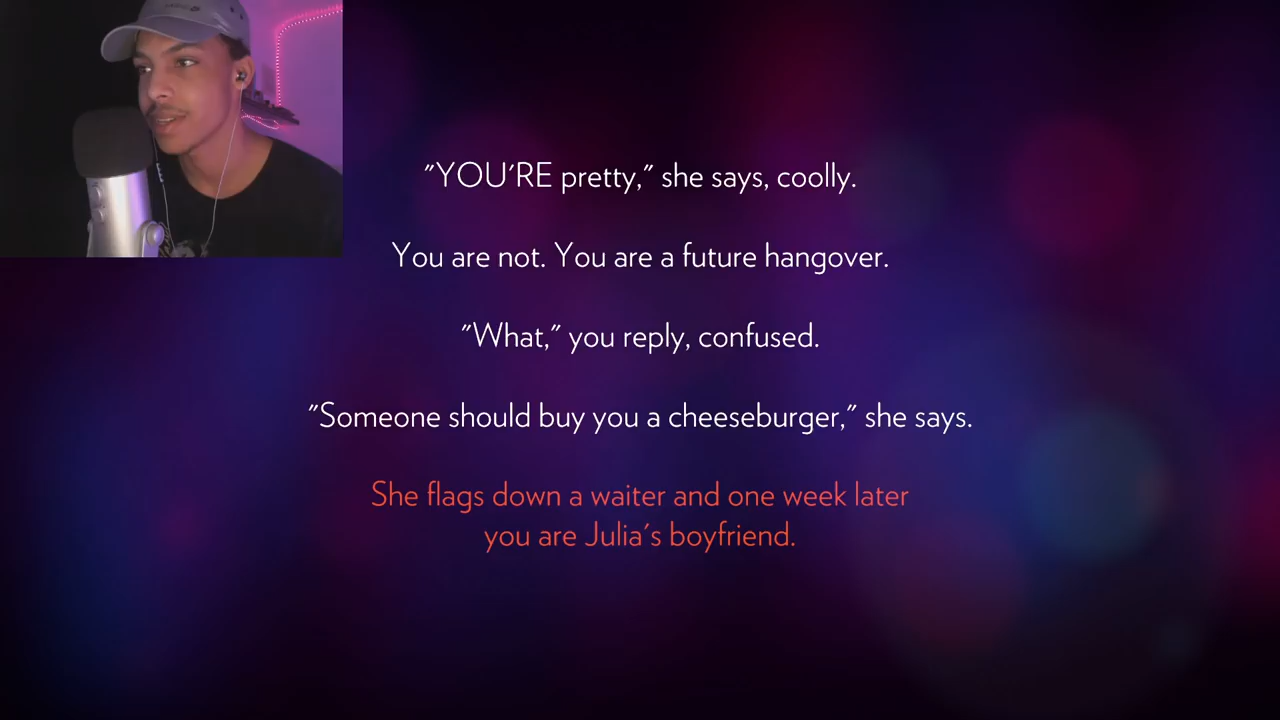 "YOU'RE pretty," she says, coolly.
You are not. You are a future hangover.
"What," you reply, confused.
"Someone should buy you a cheeseburger," she says.
She flags down a waiter and one week later
you are Julia's boyfriend.